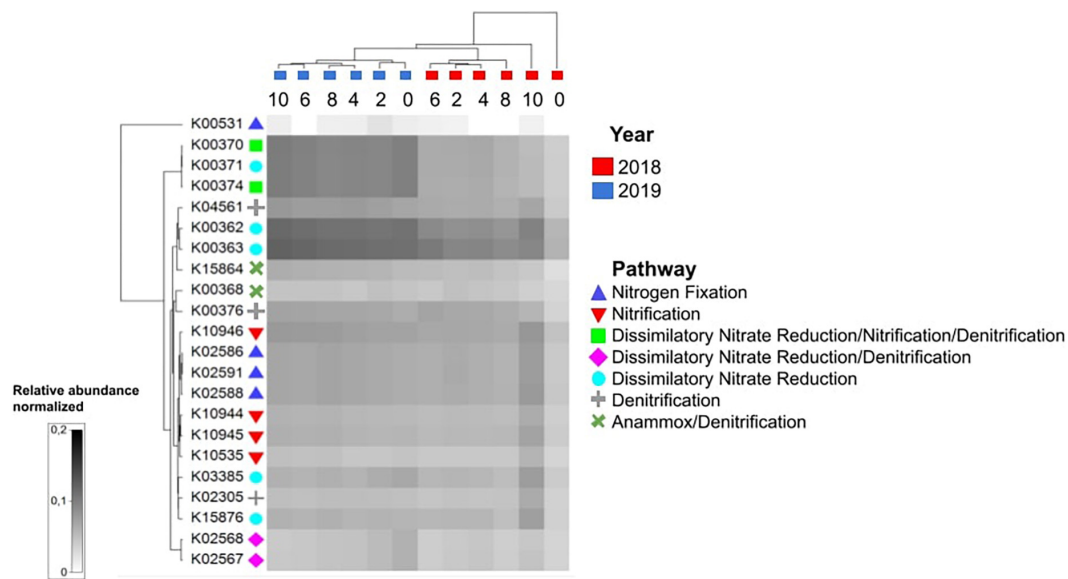 10 6 8 4 2 0 6 2 4 8 10 0
K00531
K00370
K00371
K00374
K04561
K00362
K00363
K15864
K00368
K00376
K10946
K02586
K02591
K02588
K10944
K10945
K10535
K03385
K02305
K15876
K02568
K02567
Year
2018
2019
Pathway
Nitrogen Fixation
Nitrification
Dissimilatory Nitrate Reduction/Nitrification/Denitrification
Dissimilatory Nitrate Reduction/Denitrification
Dissimilatory Nitrate Reduction
Denitrification
Anammox/Denitrification
Relative abundance
normalized
0,2
0,1
0